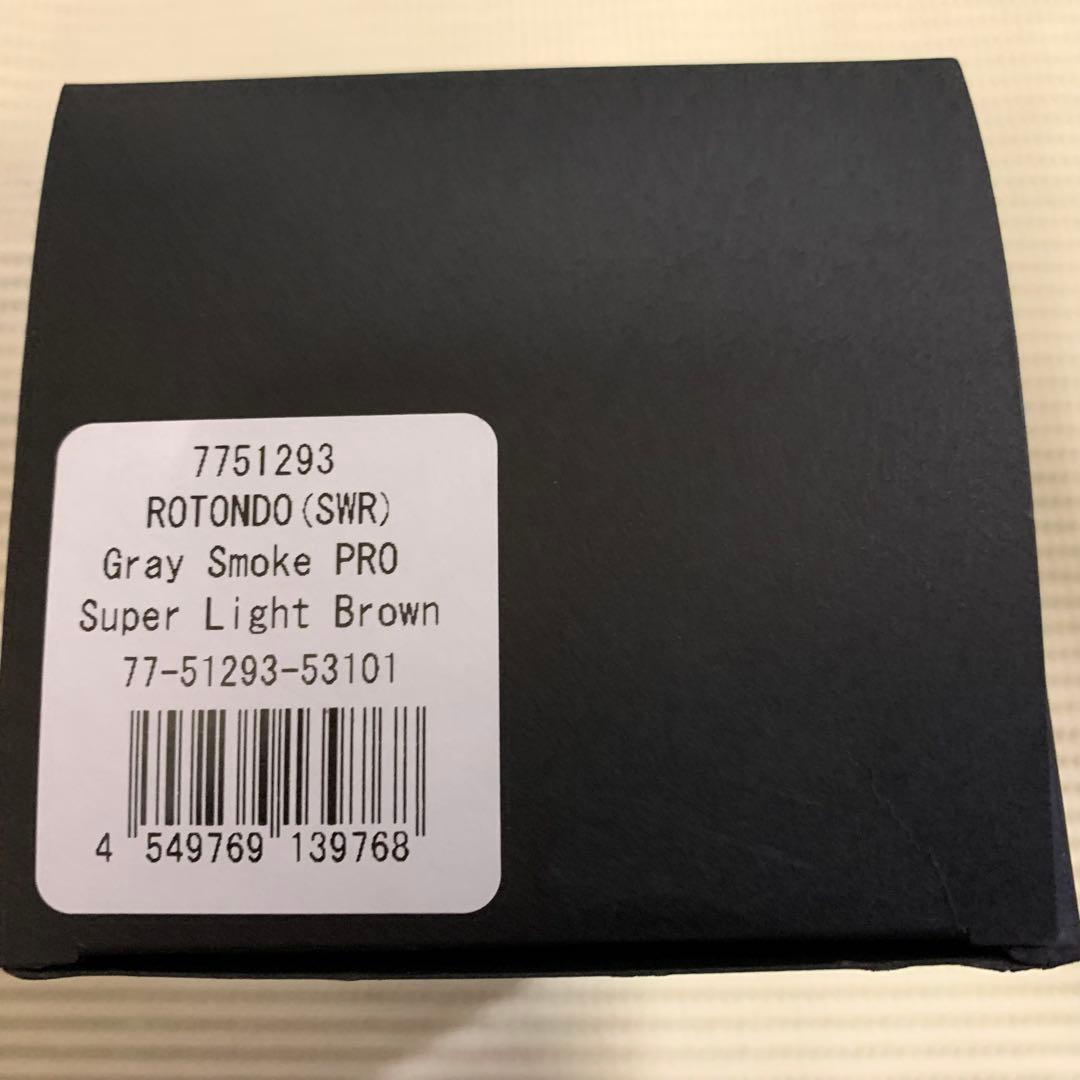 7751293
ROTONDO(SWR)
Gray Smoke PRO
Super Light Brown
77-51293-53101
4 549769 139768